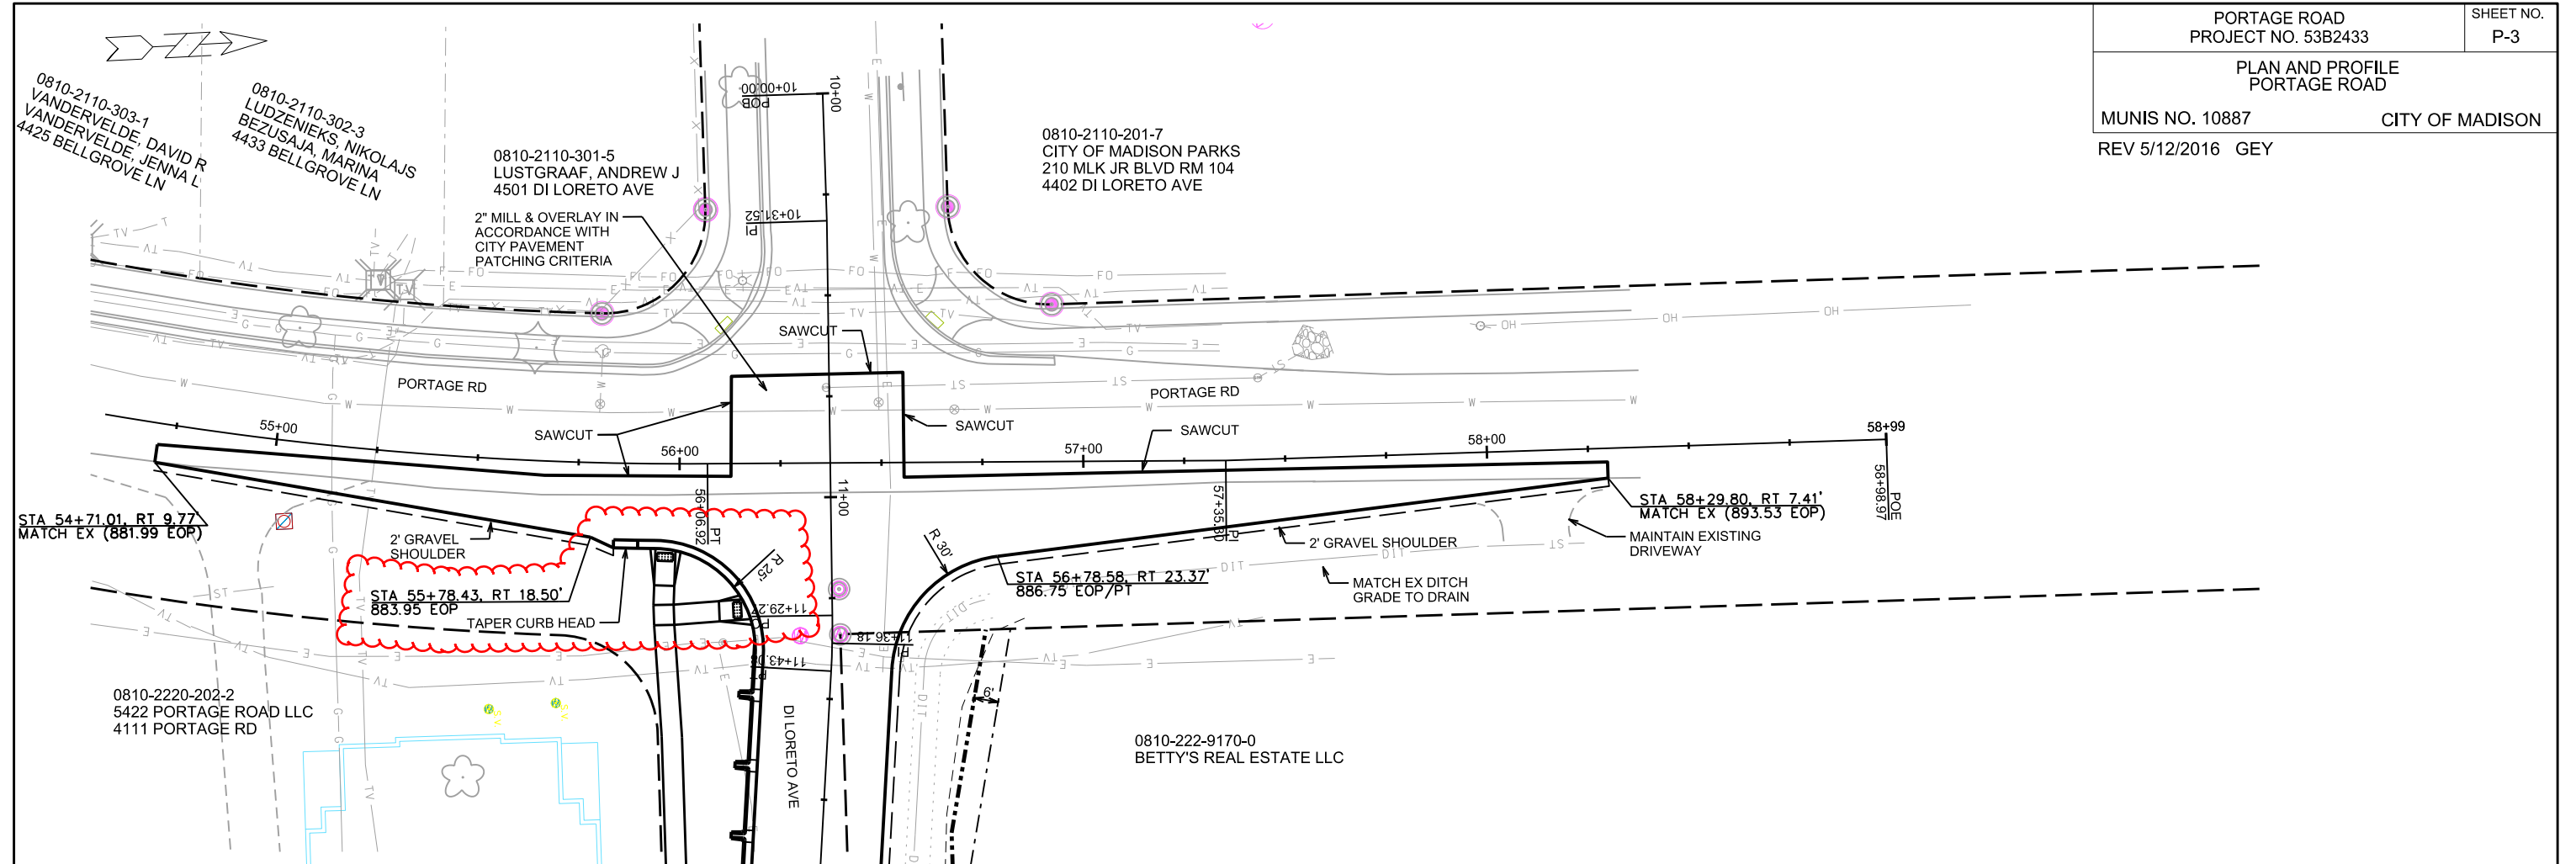 PORTAGE ROAD
PROJECT NO. 53B2433
SHEET NO.
P-3
PLAN AND PROFILE
PORTAGE ROAD
MUNIS NO. 10887
CITY OF MADISON
REV 5/12/2016 GEY
0810-2110-303-1
VANDERVELDE, DAVID R
VANDERVELDE, JENNA L
4425 BELLGROVE LN
0810-2110-302-3
LUDZENIEKS, NIKOLAJS
BEZUSAJA, MARINA
4433 BELLGROVE LN
0810-2110-301-5
LUSTGRAAF, ANDREW J
4501 DI LORETO AVE
2" MILL & OVERLAY IN
ACCORDANCE WITH
CITY PAVEMENT
PATCHING CRITERIA
10+00.00
POB
10+00
10+31.52
PI
0810-2110-201-7
CITY OF MADISON PARKS
210 MLK JR BLVD RM 104
4402 DI LORETO AVE
SAWCUT
PORTAGE RD
PORTAGE RD
SAWCUT
SAWCUT
SAWCUT
55+00
56+00
57+00
58+00
58+99
58+98.97
POE
56+06.92
PT
11+00
57+35.80
PI
STA 54+71.01, RT 9.77'
MATCH EX (881.99 EOP)
2' GRAVEL
SHOULDER
STA 55+78.43, RT 18.50'
883.95 EOP
TAPER CURB HEAD
R 25'
R 30'
11+29.27
PC
11+36.18
PI
11+43.08
PT
STA 56+78.58, RT 23.37'
886.75 EOP/PT
2' GRAVEL SHOULDER
MATCH EX DITCH
GRADE TO DRAIN
STA 58+29.80, RT 7.41'
MATCH EX (893.53 EOP)
MAINTAIN EXISTING
DRIVEWAY
0810-2220-202-2
5422 PORTAGE ROAD LLC
4111 PORTAGE RD
DI LORETO AVE
6'
0810-222-9170-0
BETTY'S REAL ESTATE LLC